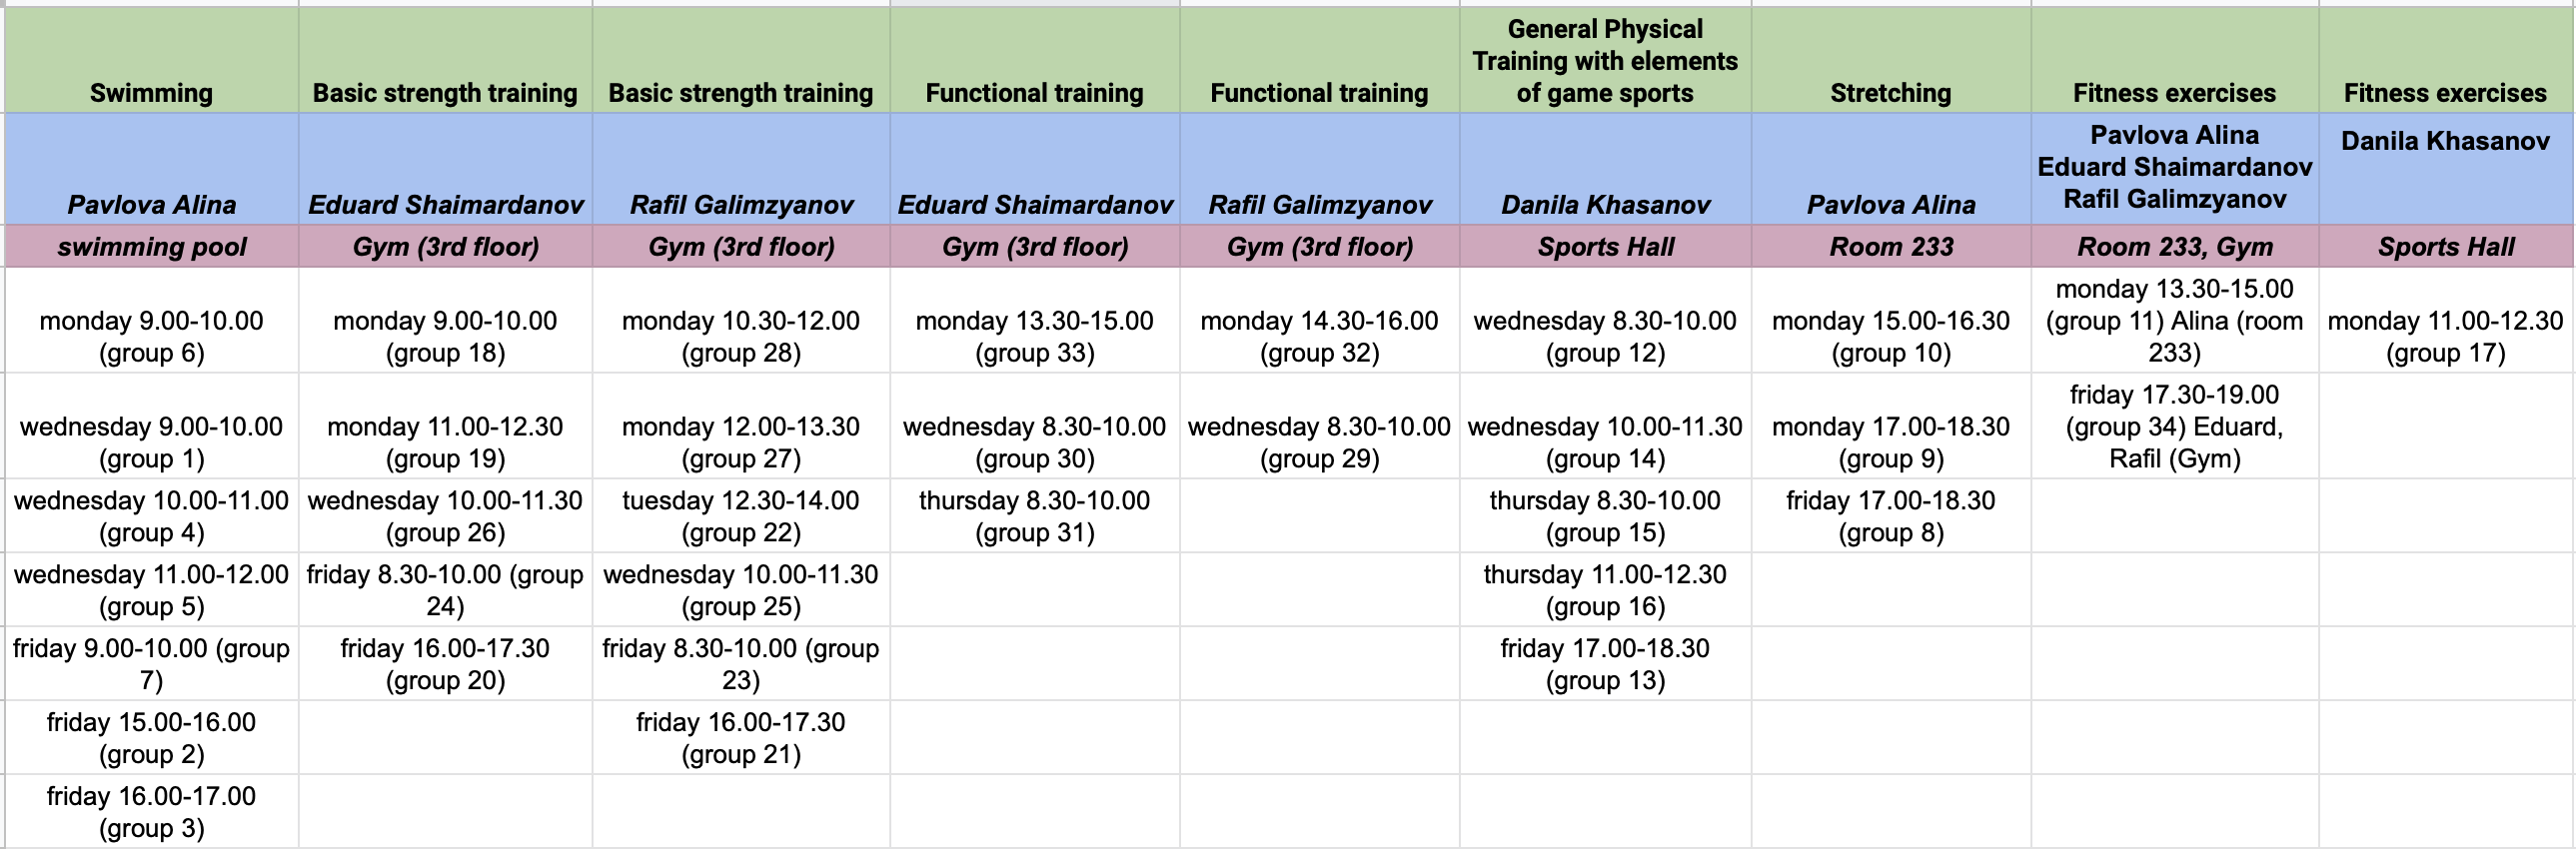 Swimming
Basic strength training
Basic strength training
Functional training
Functional training
General Physical
Training with elements
of game sports
Stretching
Fitness exercises
Fitness exercises
Pavlova Alina
Eduard Shaimardanov
Rafil Galimzyanov
Eduard Shaimardanov
Rafil Galimzyanov
Danila Khasanov
Pavlova Alina
Pavlova Alina
Eduard Shaimardanov
Rafil Galimzyanov
Danila Khasanov
swimming pool
Gym (3rd floor)
Gym (3rd floor)
Gym (3rd floor)
Gym (3rd floor)
Sports Hall
Room 233
Room 233, Gym
Sports Hall
monday 9.00-10.00
(group 6)
monday 9.00-10.00
(group 18)
monday 10.30-12.00
(group 28)
monday 13.30-15.00
(group 33)
monday 14.30-16.00
(group 32)
wednesday 8.30-10.00
(group 12)
monday 15.00-16.30
(group 10)
monday 13.30-15.00
(group 11) Alina (room
233)
monday 11.00-12.30
(group 17)
wednesday 9.00-10.00
(group 1)
monday 11.00-12.30
(group 19)
monday 12.00-13.30
(group 27)
wednesday 8.30-10.00
(group 30)
wednesday 8.30-10.00
(group 29)
wednesday 10.00-11.30
(group 14)
monday 17.00-18.30
(group 9)
friday 17.30-19.00
(group 34) Eduard,
Rafil (Gym)
wednesday 10.00-11.00
(group 4)
wednesday 10.00-11.30
(group 26)
tuesday 12.30-14.00
(group 22)
thursday 8.30-10.00
(group 31)
thursday 8.30-10.00
(group 15)
friday 17.00-18.30
(group 8)
wednesday 11.00-12.00
(group 5)
friday 8.30-10.00 (group
24)
wednesday 10.00-11.30
(group 25)
thursday 11.00-12.30
(group 16)
friday 9.00-10.00 (group
7)
friday 16.00-17.30
(group 20)
friday 8.30-10.00 (group
23)
friday 17.00-18.30
(group 13)
friday 15.00-16.00
(group 2)
friday 16.00-17.30
(group 21)
friday 16.00-17.00
(group 3)